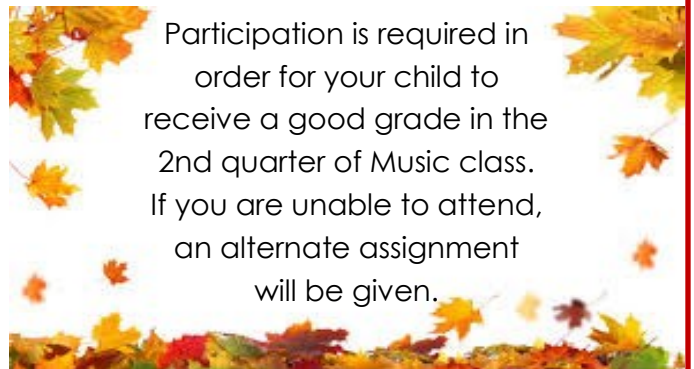 Participation is required in
order for your child to
receive a good grade in the
2nd quarter of Music class.
If you are unable to attend,
an alternate assignment
will be given.